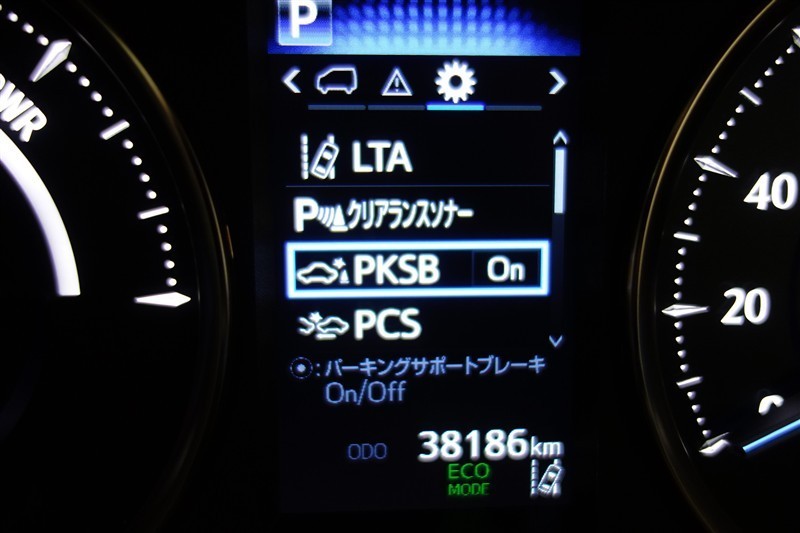 P
PWR
LTA
Pクリアランスソナー
PKSB On
PCS
:パーキングサポートブレーキ
On/Off
ODO 38186km
ECO
MODE
40
20
0